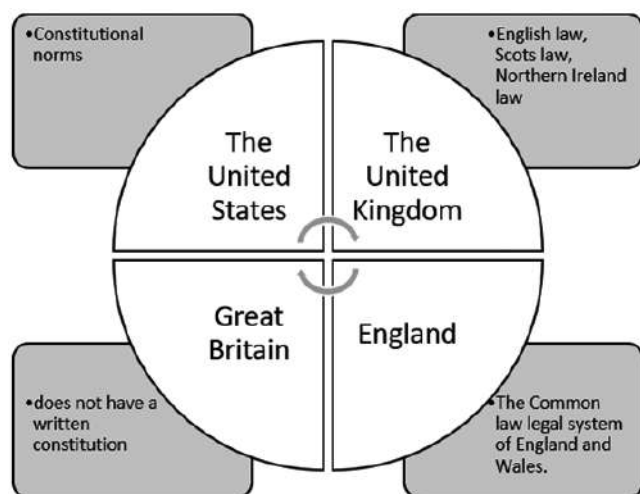 •Constitutional
norms
•English law,
Scots law,
Northern Ireland
law
The
United
States
The
United
Kingdom
Great
Britain
England
•does not have a
written
constitution
•The Common
law legal system
of England and
Wales.